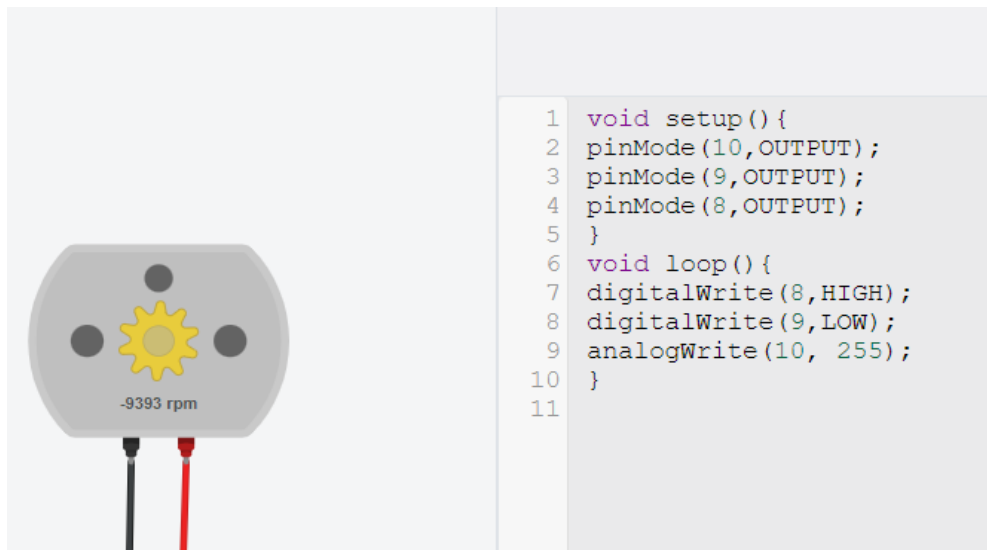 -9393 rpm
1 void setup(){
2 pinMode(10,OUTPUT);
3 pinMode(9,OUTPUT);
4 pinMode(8,OUTPUT);
5 }
6 void loop(){
7 digitalWrite(8,HIGH);
8 digitalWrite(9,LOW);
9 analogWrite(10, 255);
10 }
11